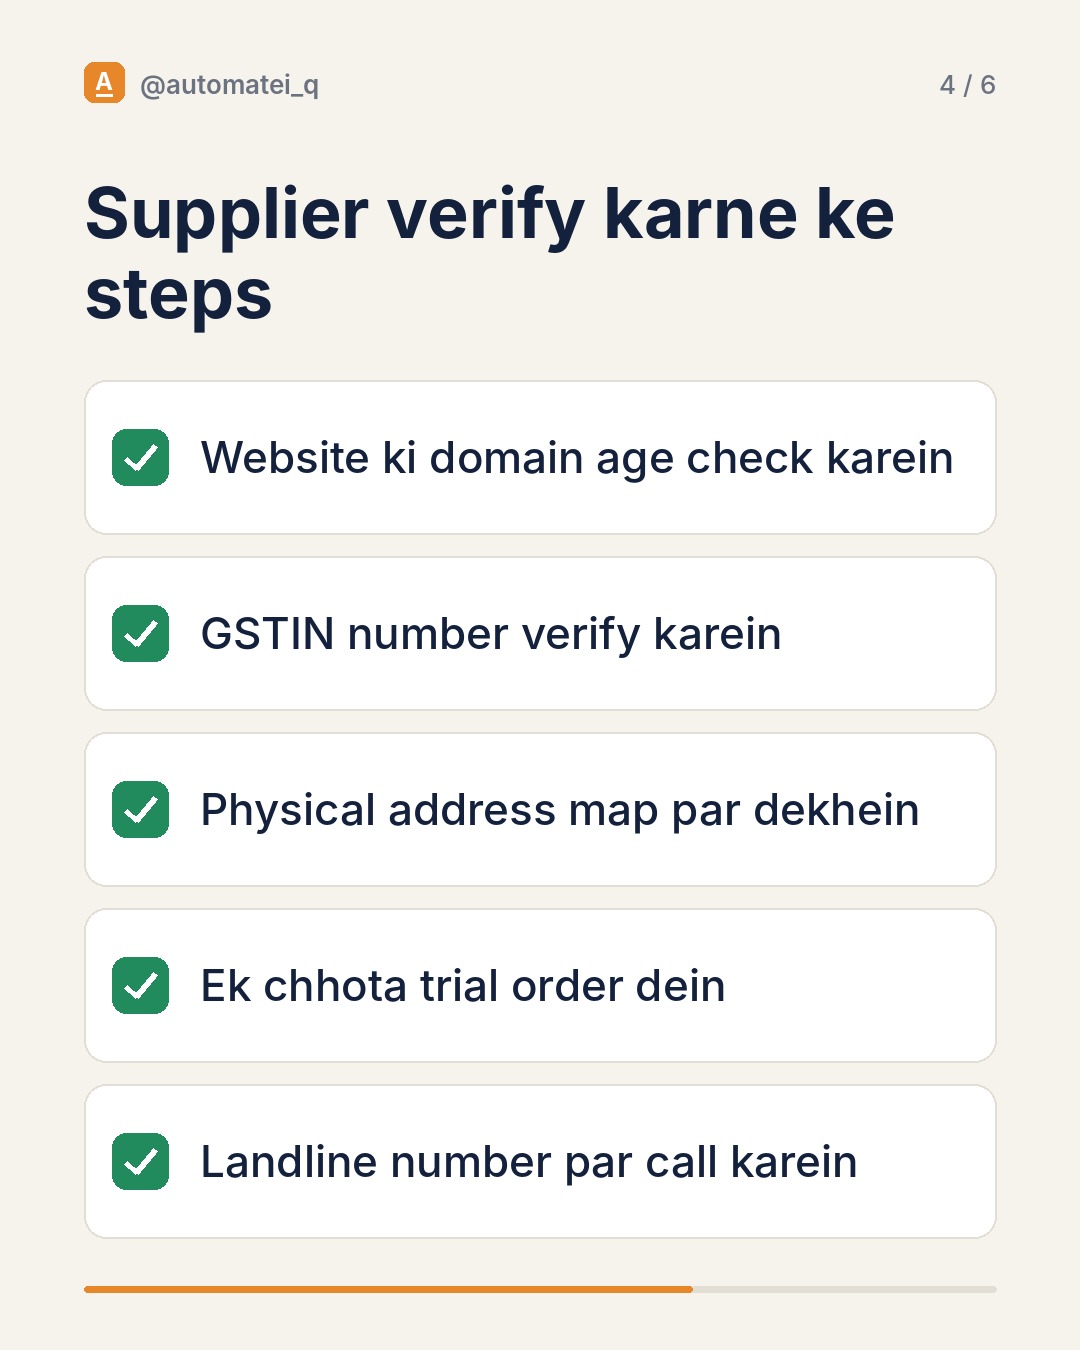 A @automatei_q 4 / 6
Supplier verify karne ke
steps
Website ki domain age check karein
GSTIN number verify karein
Physical address map par dekhein
Ek chhota trial order dein
Landline number par call karein